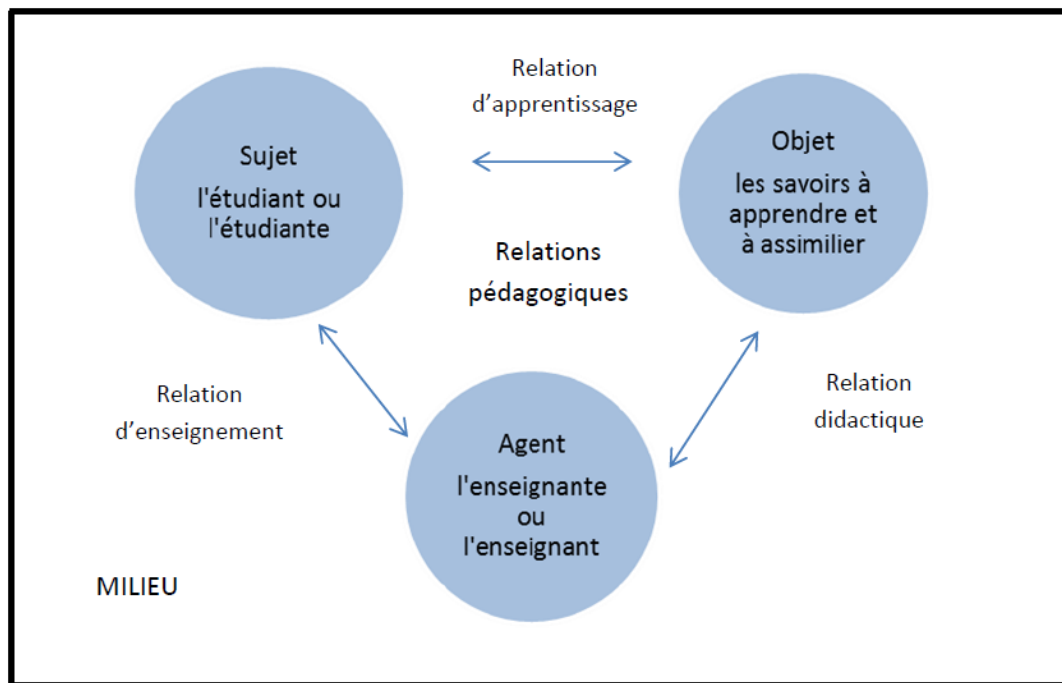 Relation
d’apprentissage
Sujet
l'étudiant ou
l'étudiante
Objet
les savoirs à
apprendre et
à assimilier
Relations
pédagogiques
Relation
d’enseignement
Relation
didactique
Agent
l'enseignante
ou
l'enseignant
MILIEU